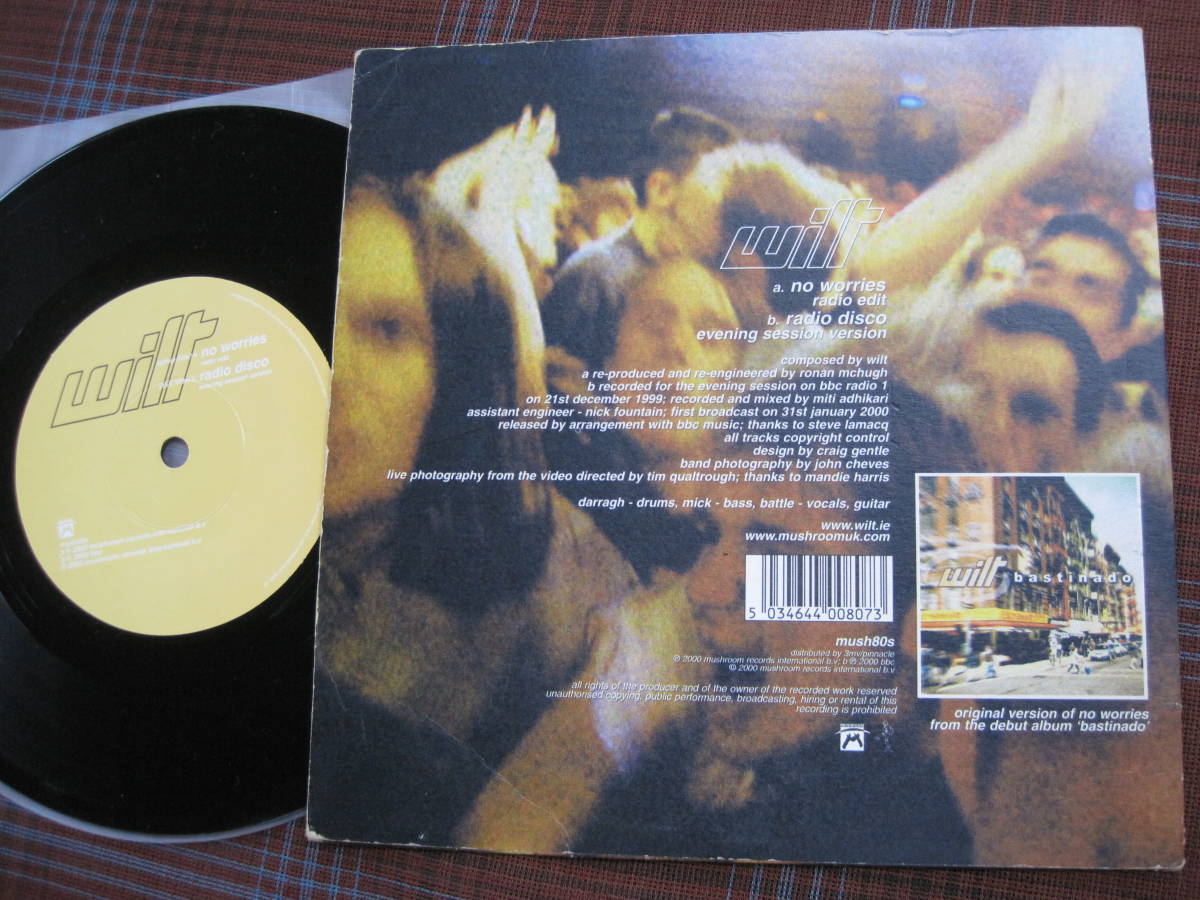 wilt
no worries
radio edit
radio disco
evening session version
wilt
a. no worries
radio edit
b. radio disco
evening session version
composed by wilt
a re-produced and re-engineered by ronan mchugh
b recorded for the evening session on bbc radio 1
on 21st december 1999; recorded and mixed by miti adhikari
assistant engineer - nick fountain; first broadcast on 31st january 2000
released by arrangement with bbc music; thanks to steve lamacq
all tracks copyright control
design by craig gentle
band photography by john cheves
live photography from the video directed by tim qualtrough; thanks to mandie harris
darragh - drums, mick - bass, battle - vocals, guitar
www.wilt.ie
www.mushroomuk.com
5 034644 008073
mush80s
distributed by 3mv/pinnacle
℗ 2000 mushroom records international b.v; b ℗ 2000 bbc
© 2000 mushroom records international b.v
all rights of the producer and of the owner of the recorded work reserved
unauthorised copying, public performance, broadcasting, hiring or rental of this
recording is prohibited
wilt bastinado
original version of no worries
from the debut album 'bastinado'